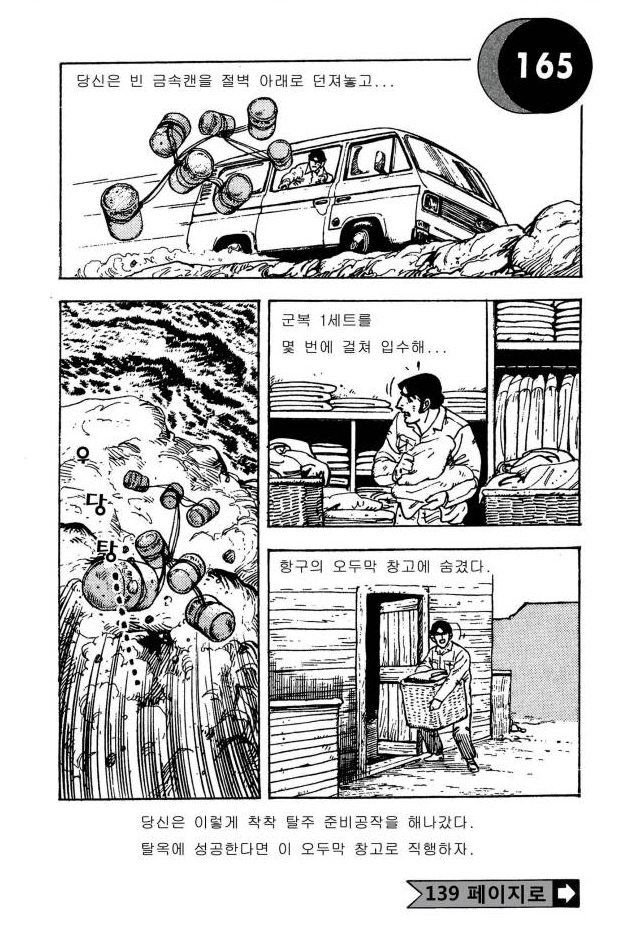 165
당신은 빈 금속캔을 절벽 아래로 던져놓고...
우
당
탕
군복 1세트를
몇 번에 걸쳐 입수해...
항구의 오두막 창고에 숨겼다.
당신은 이렇게 착착 탈주 준비공작을 해나갔다.
탈옥에 성공한다면 이 오두막 창고로 직행하자.
139 페이지로